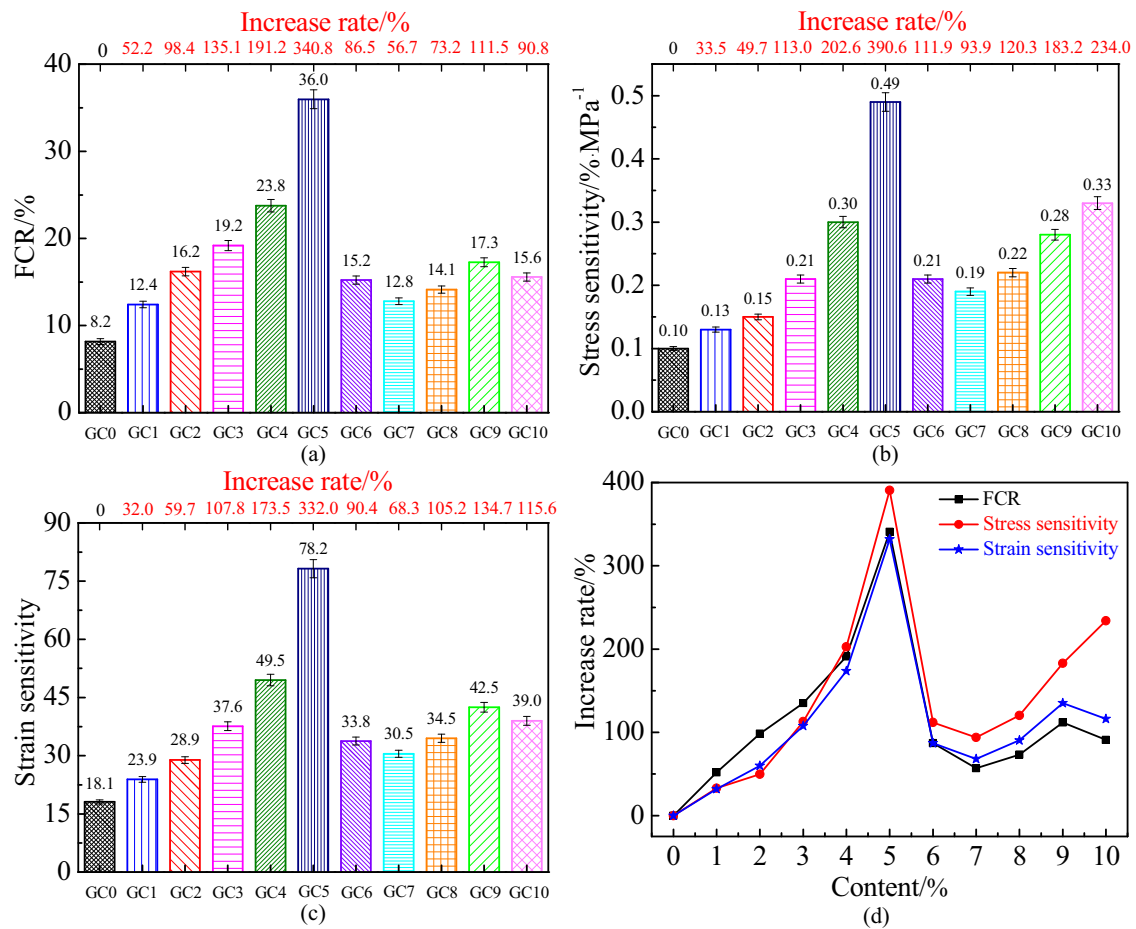 Increase rate/%
0 52.2 98.4 135.1 191.2 340.8 86.5 56.7 73.2 111.5 90.8
FCR/%
40
30
20
10
0
8.2 12.4 16.2 19.2 23.8 36.0 15.2 12.8 14.1 17.3 15.6
GC0 GC1 GC2 GC3 GC4 GC5 GC6 GC7 GC8 GC9 GC10
(a)
Increase rate/%
0 33.5 49.7 113.0 202.6 390.6 111.9 93.9 120.3 183.2 234.0
Stress sensitivity/%·MPa⁻¹
0.5
0.4
0.3
0.2
0.1
0.0
0.10 0.13 0.15 0.21 0.30 0.49 0.21 0.19 0.22 0.28 0.33
GC0 GC1 GC2 GC3 GC4 GC5 GC6 GC7 GC8 GC9 GC10
(b)
Increase rate/%
0 32.0 59.7 107.8 173.5 332.0 90.4 68.3 105.2 134.7 115.6
Strain sensitivity
90
75
60
45
30
15
0
18.1 23.9 28.9 37.6 49.5 78.2 33.8 30.5 34.5 42.5 39.0
GC0 GC1 GC2 GC3 GC4 GC5 GC6 GC7 GC8 GC9 GC10
(c)
Increase rate/%
400
300
200
100
0
FCR
Stress sensitivity
Strain sensitivity
0 1 2 3 4 5 6 7 8 9 10
Content/%
(d)